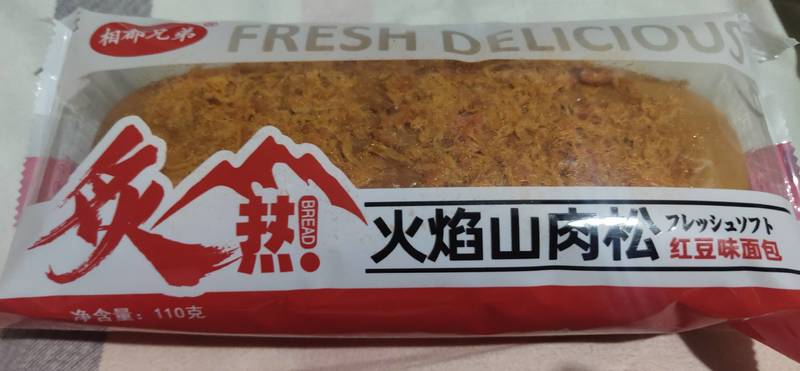 相都兄弟
FRESH DELICIOUS
炙热!
BREAD
火焰山肉松
フレッシュソフト
红豆味面包
净含量：110克